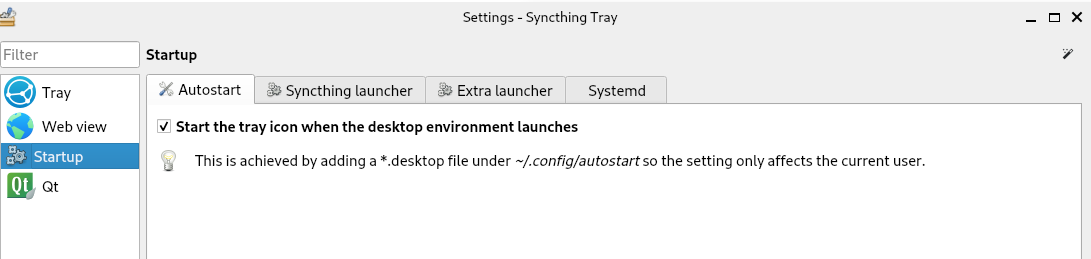 Settings - Syncthing Tray
Filter
Startup
Tray
Web view
Startup
Qt
Qt
Autostart
Syncthing launcher
Extra launcher
Systemd
Start the tray icon when the desktop environment launches
This is achieved by adding a *.desktop file under ~/.config/autostart so the setting only affects the current user.